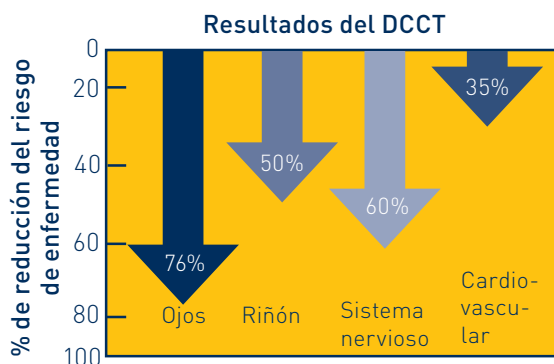 Resultados del DCCT
% de reducción del riesgo
de enfermedad
0
20
40
60
80
100
76%
50%
60%
35%
Ojos
Riñón
Sistema
nervioso
Cardio-
vascu-
lar